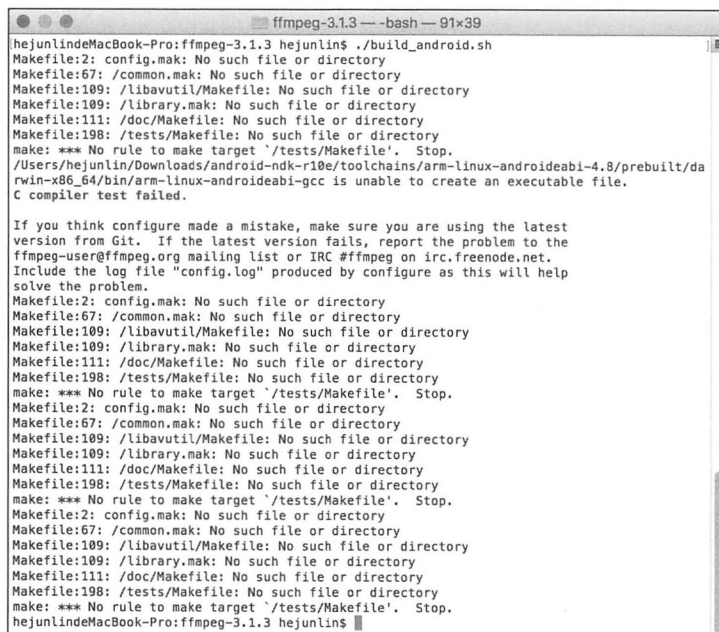 ffmpeg-3.1.3 — -bash — 91×39
[hejunlindeMacBook-Pro:ffmpeg-3.1.3 hejunlin$ ./build_android.sh ]
Makefile:2: config.mak: No such file or directory
Makefile:67: /common.mak: No such file or directory
Makefile:109: /libavutil/Makefile: No such file or directory
Makefile:109: /library.mak: No such file or directory
Makefile:111: /doc/Makefile: No such file or directory
Makefile:198: /tests/Makefile: No such file or directory
make: *** No rule to make target `/tests/Makefile'.  Stop.
/Users/hejunlin/Downloads/android-ndk-r10e/toolchains/arm-linux-androideabi-4.8/prebuilt/da
rwin-x86_64/bin/arm-linux-androideabi-gcc is unable to create an executable file.
C compiler test failed.
If you think configure made a mistake, make sure you are using the latest
version from Git.  If the latest version fails, report the problem to the
ffmpeg-user@ffmpeg.org mailing list or IRC #ffmpeg on irc.freenode.net.
Include the log file "config.log" produced by configure as this will help
solve the problem.
Makefile:2: config.mak: No such file or directory
Makefile:67: /common.mak: No such file or directory
Makefile:109: /libavutil/Makefile: No such file or directory
Makefile:109: /library.mak: No such file or directory
Makefile:111: /doc/Makefile: No such file or directory
Makefile:198: /tests/Makefile: No such file or directory
make: *** No rule to make target `/tests/Makefile'.  Stop.
Makefile:2: config.mak: No such file or directory
Makefile:67: /common.mak: No such file or directory
Makefile:109: /libavutil/Makefile: No such file or directory
Makefile:109: /library.mak: No such file or directory
Makefile:111: /doc/Makefile: No such file or directory
Makefile:198: /tests/Makefile: No such file or directory
make: *** No rule to make target `/tests/Makefile'.  Stop.
Makefile:2: config.mak: No such file or directory
Makefile:67: /common.mak: No such file or directory
Makefile:109: /libavutil/Makefile: No such file or directory
Makefile:109: /library.mak: No such file or directory
Makefile:111: /doc/Makefile: No such file or directory
Makefile:198: /tests/Makefile: No such file or directory
make: *** No rule to make target `/tests/Makefile'.  Stop.
hejunlindeMacBook-Pro:ffmpeg-3.1.3 hejunlin$